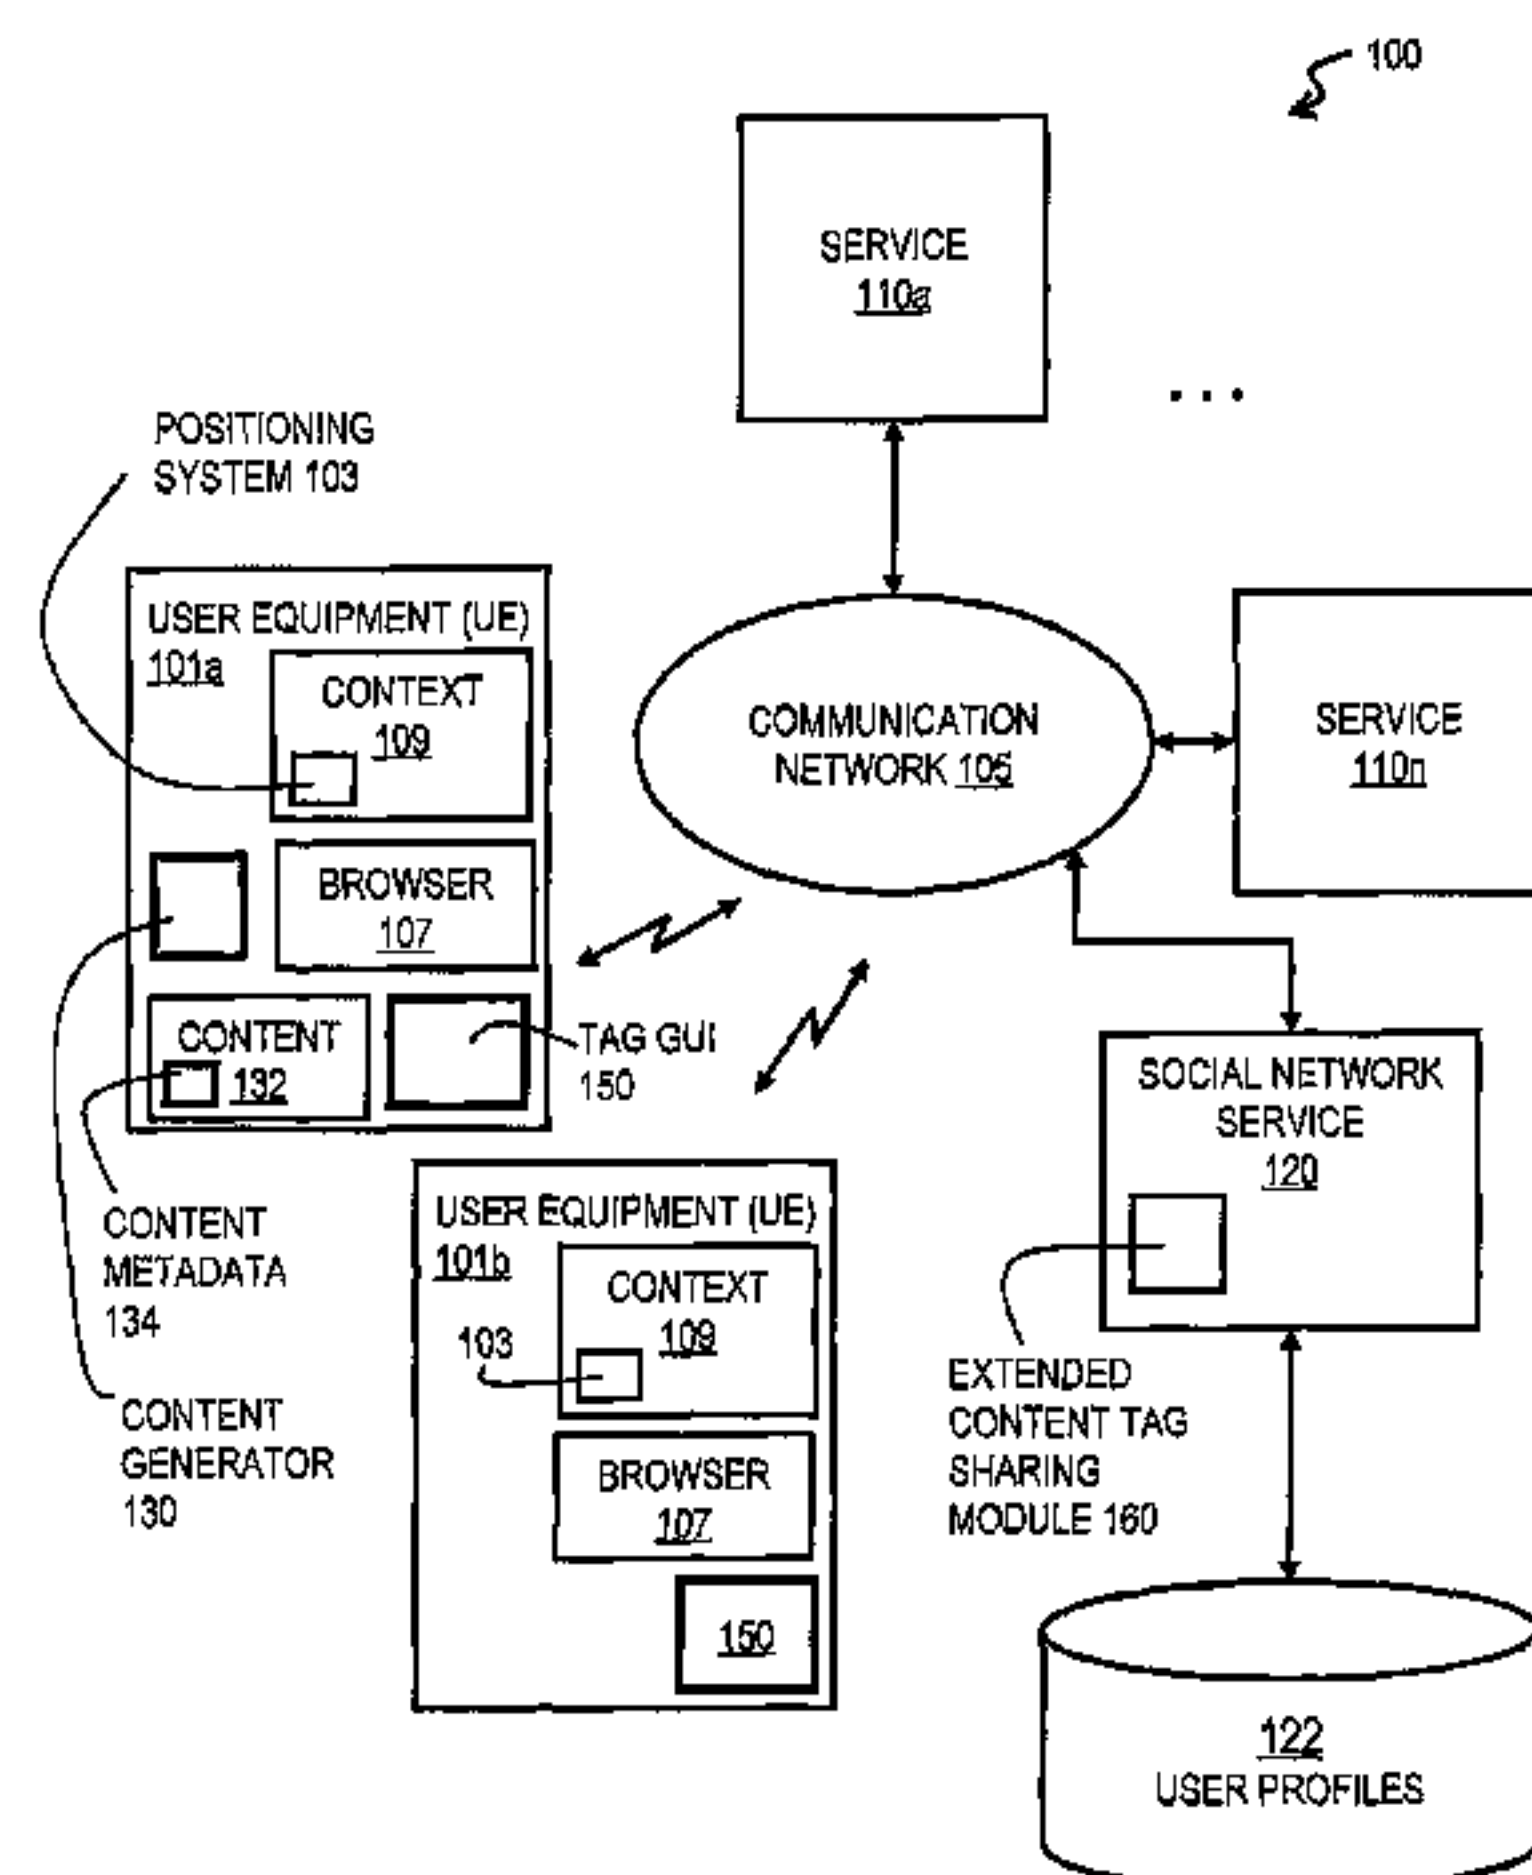 100
SERVICE
110a
. . .
POSITIONING
SYSTEM 103
USER EQUIPMENT (UE)
101a
CONTEXT
109
COMMUNICATION
NETWORK 105
SERVICE
110n
BROWSER
107
CONTENT
132
TAG GUI
150
SOCIAL NETWORK
SERVICE
120
CONTENT
METADATA
134
USER EQUIPMENT (UE)
101b
CONTEXT
109
103
EXTENDED
CONTENT TAG
SHARING
MODULE 160
CONTENT
GENERATOR
130
BROWSER
107
150
122
USER PROFILES